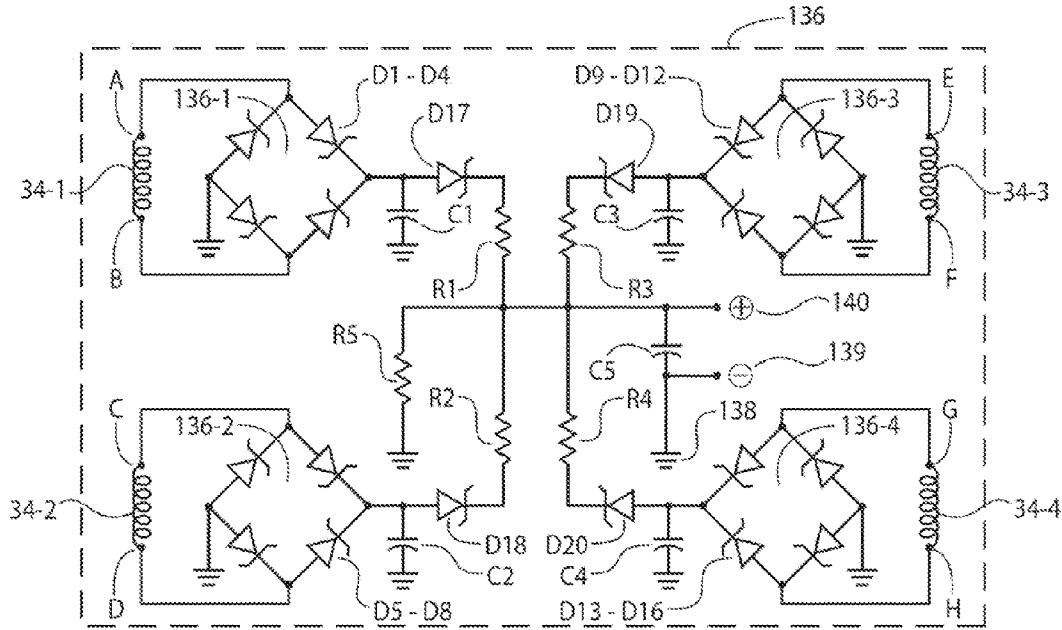 136
A
D1 - D4
D9 - D12
E
136-1
D17
D19
136-3
34-1
C1
C3
34-3
B
R1
R3
F
+
140
R5
C5
−
139
R2
R4
138
C
136-2
136-4
G
34-2
D18
D20
34-4
C2
C4
D
D5 - D8
D13 - D16
H